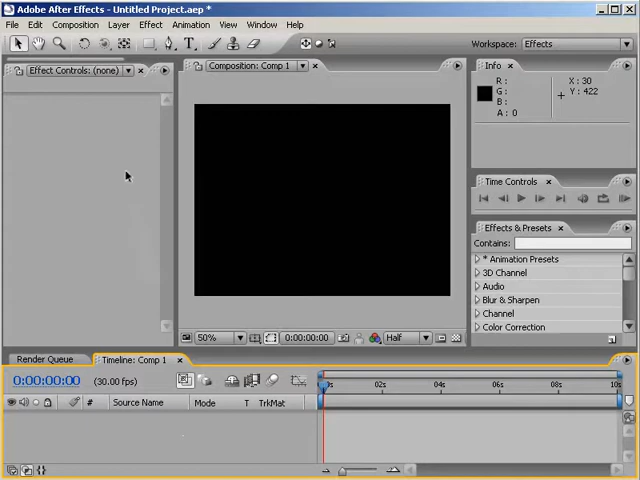 Adobe After Effects - Untitled Project.aep *
File Edit Composition Layer Effect Animation View Window Help
T Workspace: Effects
Effect Controls: (none)
Composition: Comp 1
Info
R :
G :
B :
A : 0
X : 30
Y : 422
Time Controls
Effects & Presets
Contains:
* Animation Presets
3D Channel
Audio
Blur & Sharpen
Channel
Color Correction
50% 0:00:00:00 Half
Render Queue Timeline: Comp 1
0:00:00:00 (30.00 fps)
0s 02s 04s 06s 08s 10s
# Source Name Mode T TrkMat